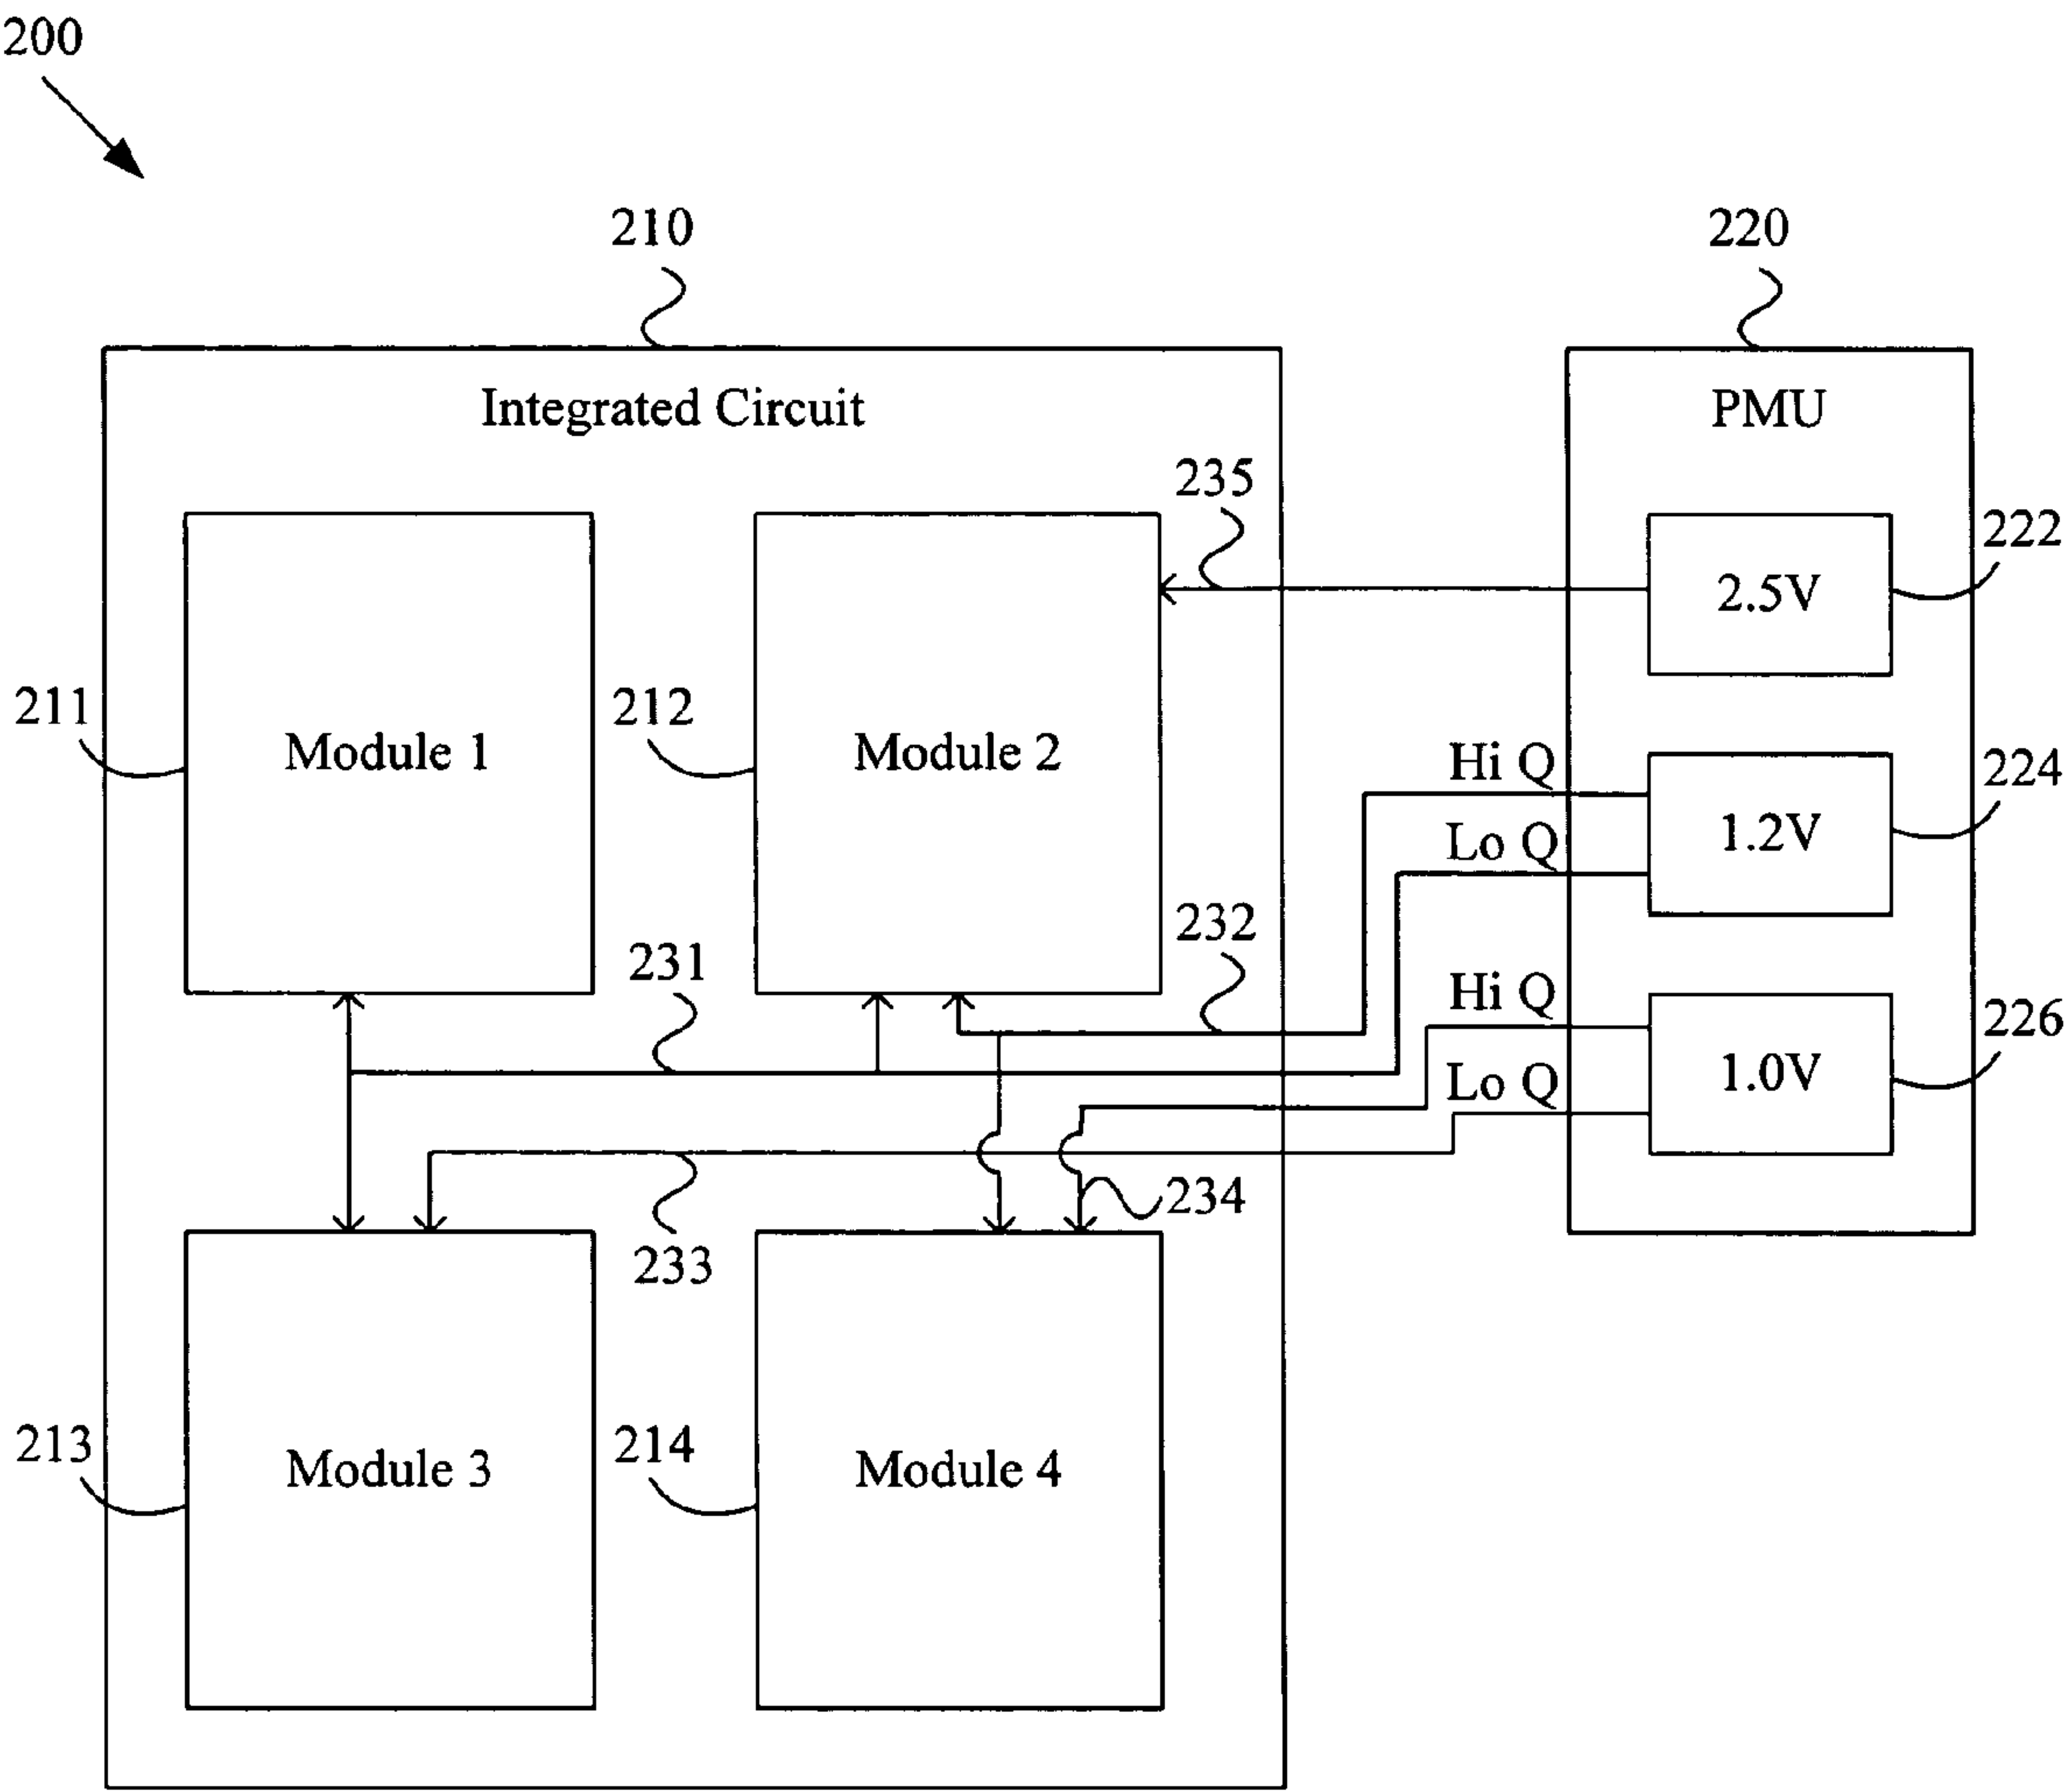 200
210
220
Integrated Circuit
PMU
235
222
2.5V
211
212
Module 1
Module 2
Hi Q
224
1.2V
Lo Q
232
231
Hi Q
226
1.0V
Lo Q
234
233
213
214
Module 3
Module 4